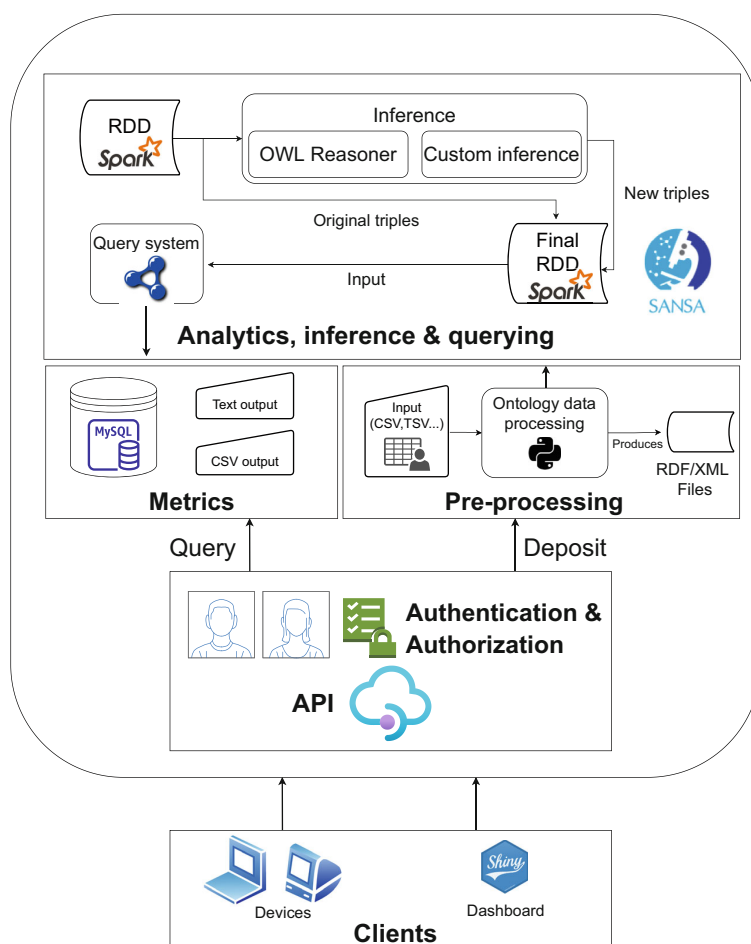 RDD
Spark
Inference
OWL Reasoner
Custom inference
New triples
Original triples
Query system
Final
RDD
Spark
Input
SANSA
Analytics, inference & querying
MySQL
Text output
CSV output
Metrics
Input
(CSV,TSV...)
Ontology data
processing
Produces
RDF/XML
Files
Pre-processing
Query
Deposit
Authentication &
Authorization
API
Shiny
Devices
Dashboard
Clients